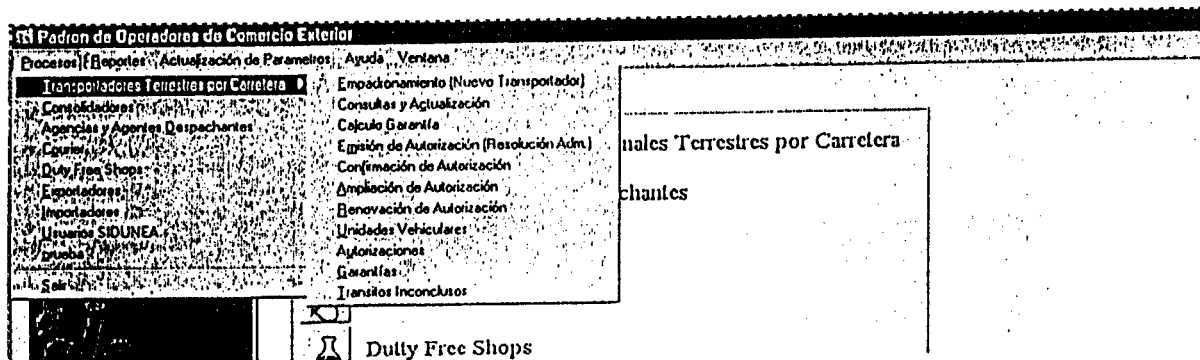 Padron de Operadores de Comercio Exterior
Procesos Reportes Actualización de Parametros Ayuda Ventana
Transportadores Terrestres por Carretera
Consolidadores
Agencias y Agentes Despachantes
Courier
Duty Free Shops
Exportadores
Importadores
Usuarios SIDUNEA
prueba
Salir
Empadronamiento (Nuevo Transportador)
Consultas y Actualización
Calculo Garantía
Emisión de Autorización (Resolución Adm.)
Confirmación de Autorización
Ampliación de Autorización
Renovación de Autorización
Unidades Vehiculares
Autorizaciones
Garantías
Transitos Inconclusos
nales Terrestres por Carretera
chantes
Dutty Free Shops